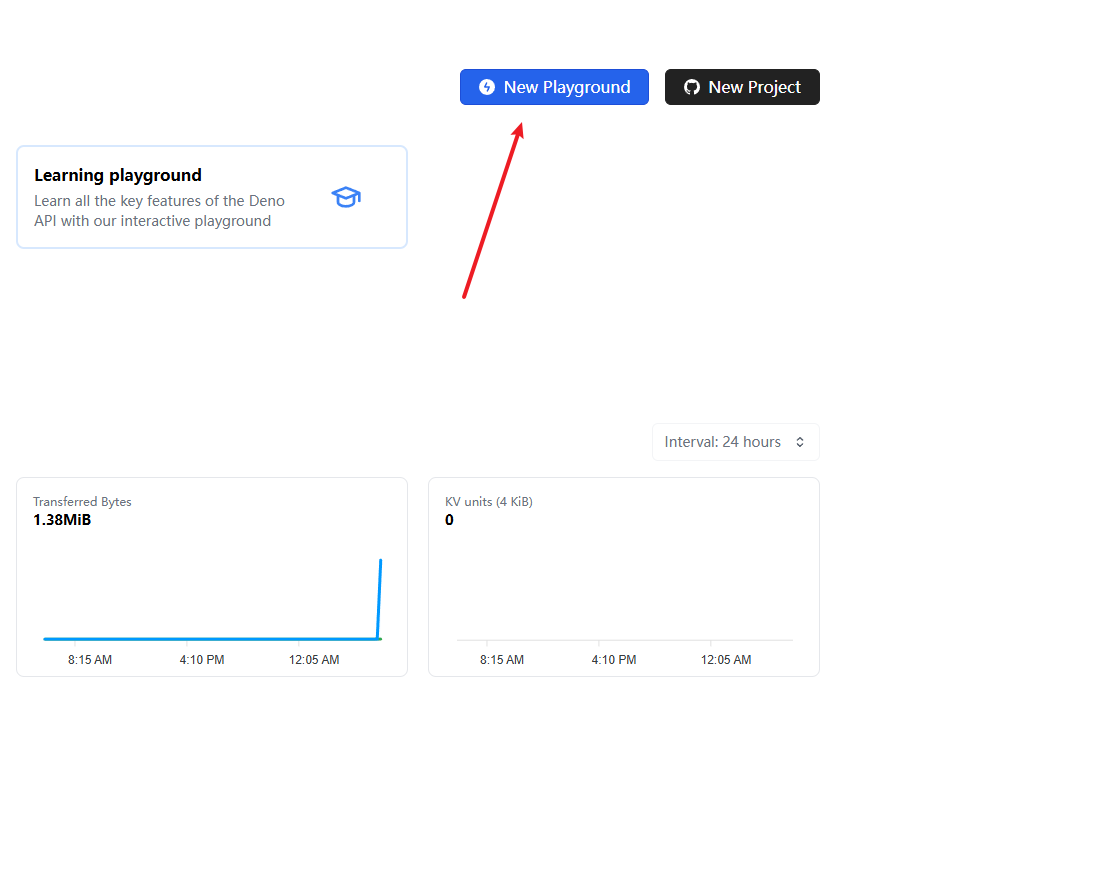 New Playground
New Project
Learning playground
Learn all the key features of the Deno
API with our interactive playground
Interval: 24 hours
Transferred Bytes
1.38MiB
8:15 AM
4:10 PM
12:05 AM
KV units (4 KiB)
0
8:15 AM
4:10 PM
12:05 AM